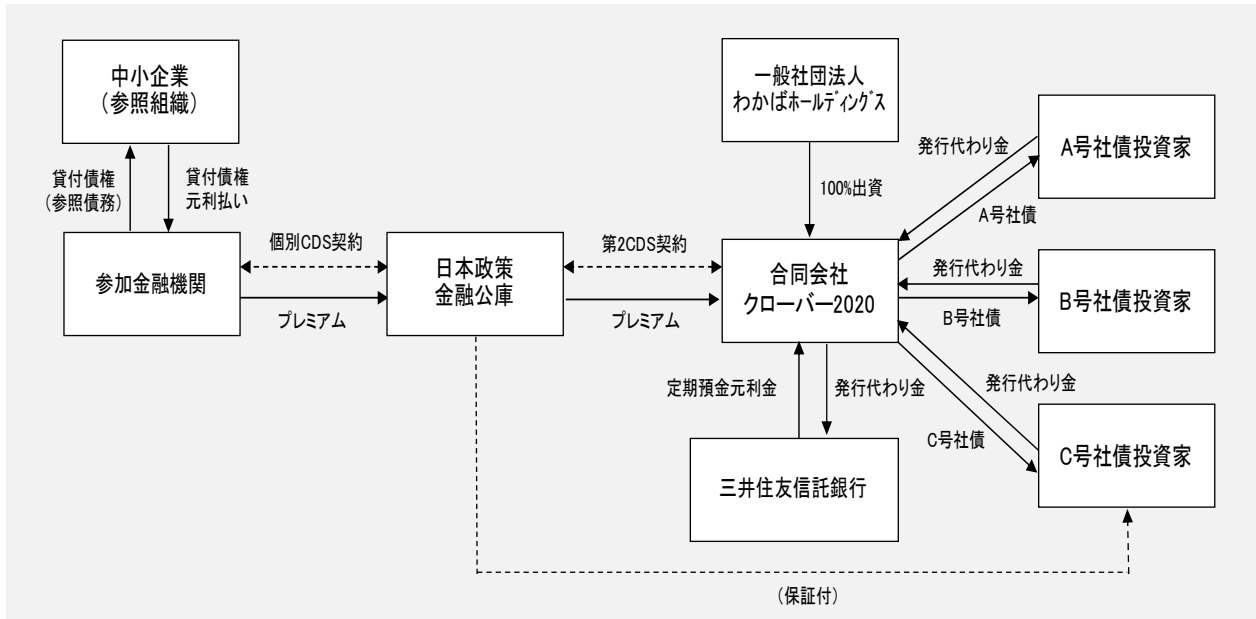 中小企業
(参照組織)
一般社団法人
わかばホールディングス
貸付債権
(参照債務)
貸付債権
元利払い
100%出資
発行代わり金
A号社債投資家
A号社債
参加金融機関
個別CDS契約
プレミアム
日本政策
金融公庫
第2CDS契約
プレミアム
合同会社
クローバー2020
発行代わり金
B号社債
B号社債投資家
定期預金元利金
発行代わり金
発行代わり金
C号社債
C号社債投資家
三井住友信託銀行
(保証付)